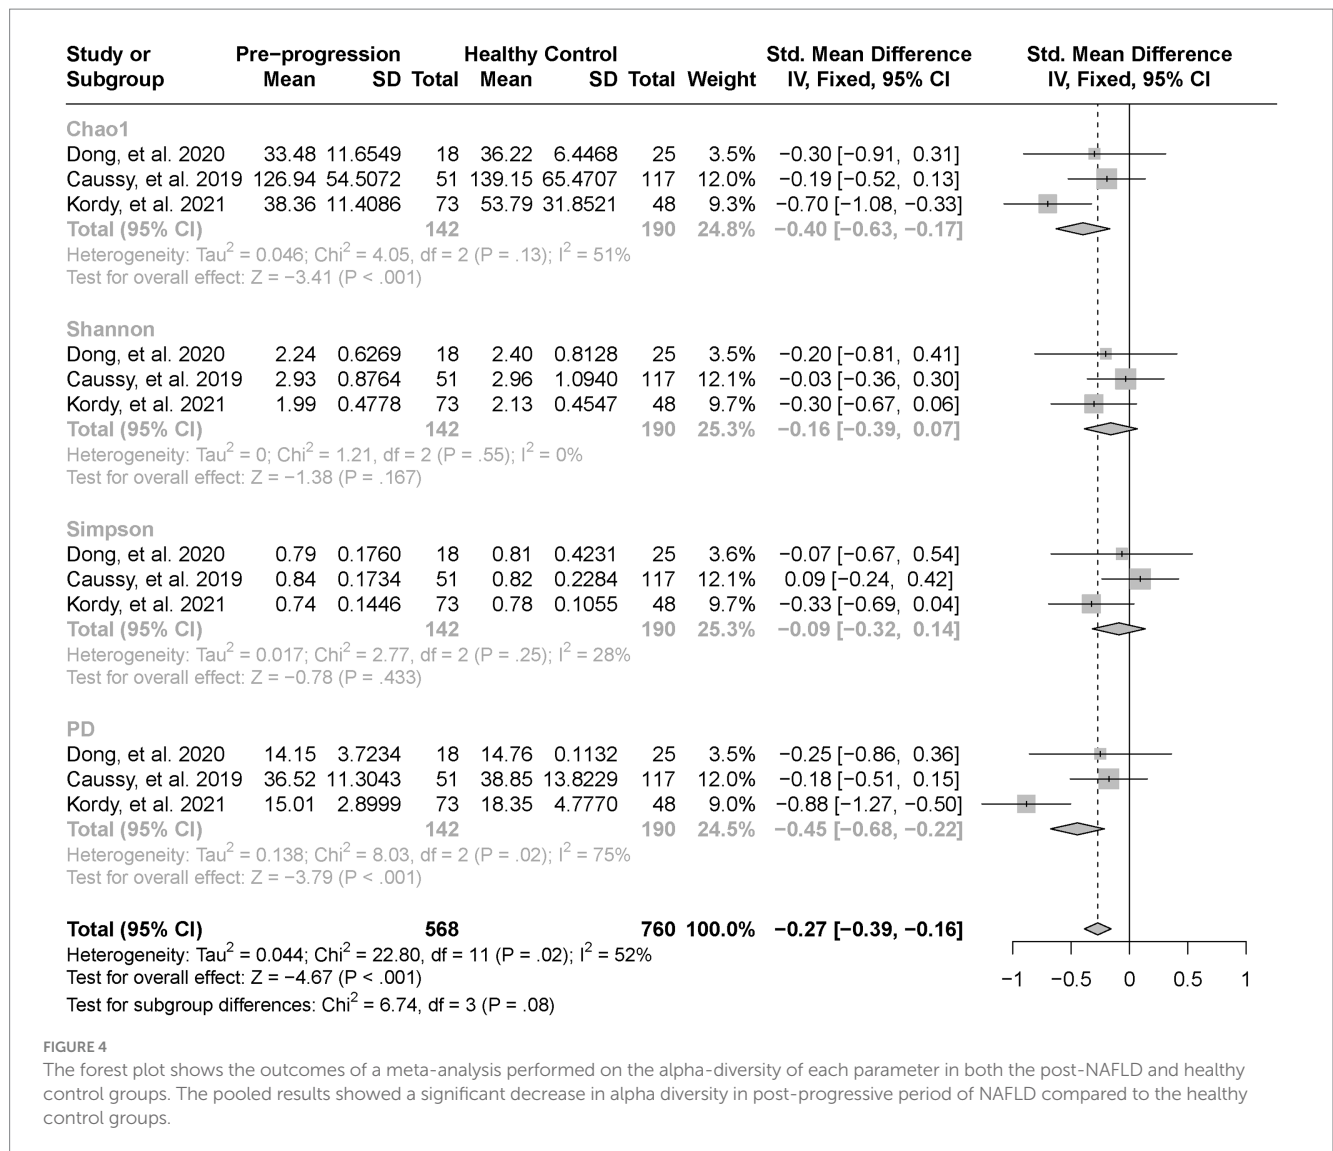 Study or Pre−progression Healthy Control Std. Mean Difference Std. Mean Difference
Subgroup Mean SD Total Mean SD Total Weight IV, Fixed, 95% CI IV, Fixed, 95% CI
Chao1
Dong, et al. 2020 33.48 11.6549 18 36.22 6.4468 25 3.5% −0.30 [−0.91, 0.31]
Caussy, et al. 2019 126.94 54.5072 51 139.15 65.4707 117 12.0% −0.19 [−0.52, 0.13]
Kordy, et al. 2021 38.36 11.4086 73 53.79 31.8521 48 9.3% −0.70 [−1.08, −0.33]
Total (95% CI) 142 190 24.8% −0.40 [−0.63, −0.17]
Heterogeneity: Tau² = 0.046; Chi² = 4.05, df = 2 (P = .13); I² = 51%
Test for overall effect: Z = −3.41 (P < .001)
Shannon
Dong, et al. 2020 2.24 0.6269 18 2.40 0.8128 25 3.5% −0.20 [−0.81, 0.41]
Caussy, et al. 2019 2.93 0.8764 51 2.96 1.0940 117 12.1% −0.03 [−0.36, 0.30]
Kordy, et al. 2021 1.99 0.4778 73 2.13 0.4547 48 9.7% −0.30 [−0.67, 0.06]
Total (95% CI) 142 190 25.3% −0.16 [−0.39, 0.07]
Heterogeneity: Tau² = 0; Chi² = 1.21, df = 2 (P = .55); I² = 0%
Test for overall effect: Z = −1.38 (P = .167)
Simpson
Dong, et al. 2020 0.79 0.1760 18 0.81 0.4231 25 3.6% −0.07 [−0.67, 0.54]
Caussy, et al. 2019 0.84 0.1734 51 0.82 0.2284 117 12.1% 0.09 [−0.24, 0.42]
Kordy, et al. 2021 0.74 0.1446 73 0.78 0.1055 48 9.7% −0.33 [−0.69, 0.04]
Total (95% CI) 142 190 25.3% −0.09 [−0.32, 0.14]
Heterogeneity: Tau² = 0.017; Chi² = 2.77, df = 2 (P = .25); I² = 28%
Test for overall effect: Z = −0.78 (P = .433)
PD
Dong, et al. 2020 14.15 3.7234 18 14.76 0.1132 25 3.5% −0.25 [−0.86, 0.36]
Caussy, et al. 2019 36.52 11.3043 51 38.85 13.8229 117 12.0% −0.18 [−0.51, 0.15]
Kordy, et al. 2021 15.01 2.8999 73 18.35 4.7770 48 9.0% −0.88 [−1.27, −0.50]
Total (95% CI) 142 190 24.5% −0.45 [−0.68, −0.22]
Heterogeneity: Tau² = 0.138; Chi² = 8.03, df = 2 (P = .02); I² = 75%
Test for overall effect: Z = −3.79 (P < .001)
Total (95% CI) 568 760 100.0% −0.27 [−0.39, −0.16]
Heterogeneity: Tau² = 0.044; Chi² = 22.80, df = 11 (P = .02); I² = 52%
Test for overall effect: Z = −4.67 (P < .001)
−1 −0.5 0 0.5 1
Test for subgroup differences: Chi² = 6.74, df = 3 (P = .08)
FIGURE 4
The forest plot shows the outcomes of a meta-analysis performed on the alpha-diversity of each parameter in both the post-NAFLD and healthy
control groups. The pooled results showed a significant decrease in alpha diversity in post-progressive period of NAFLD compared to the healthy
control groups.